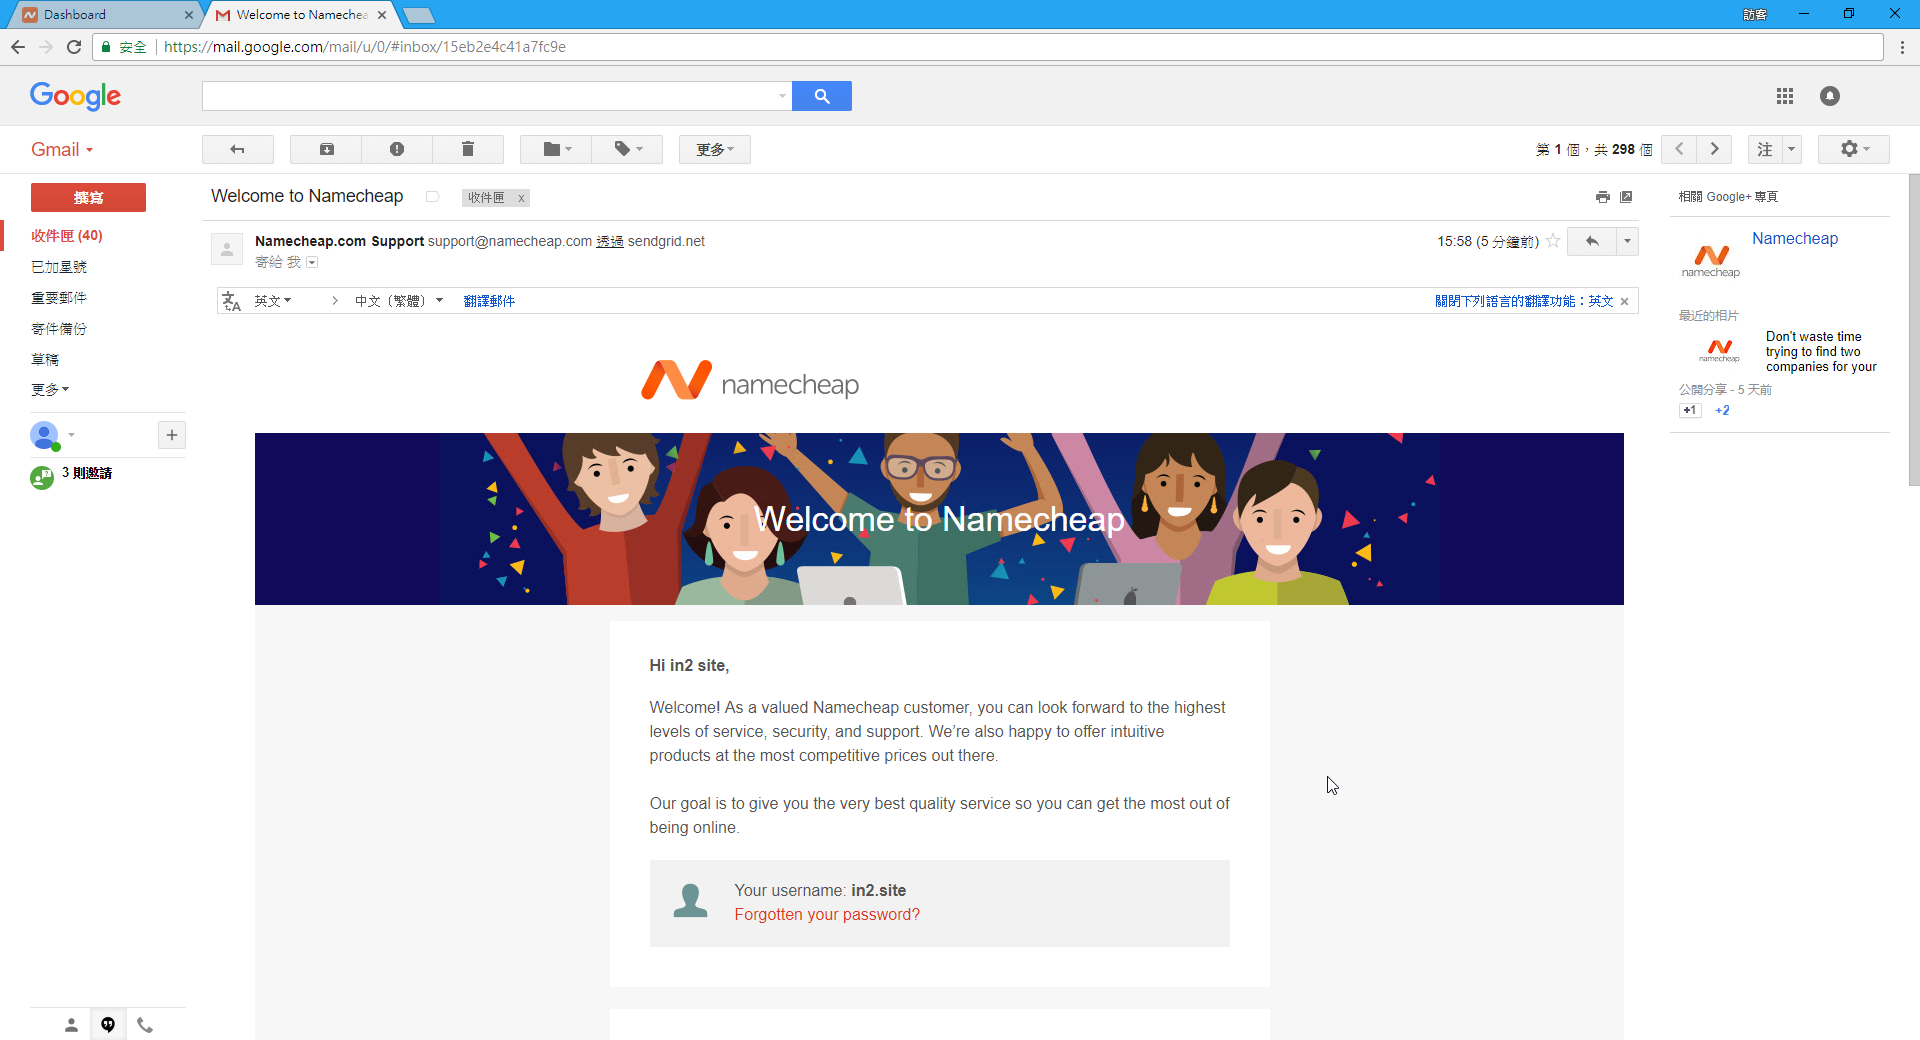 Dashboard
Welcome to Namechea
訪客
安全
https://mail.google.com/mail/u/0/#inbox/15eb2e4c41a7fc9e
Google
Gmail
更多
第 1 個，共 298 個
注
撰寫
收件匣 (40)
已加星號
重要郵件
寄件備份
草稿
更多
3 則邀請
Welcome to Namecheap
收件匣 x
Namecheap.com Support support@namecheap.com 透過 sendgrid.net
寄給 我
15:58 (5 分鐘前)
英文
中文（繁體）
翻譯郵件
關閉下列語言的翻譯功能：英文
namecheap
Welcome to Namecheap
Hi in2 site,
Welcome! As a valued Namecheap customer, you can look forward to the highest
levels of service, security, and support. We're also happy to offer intuitive
products at the most competitive prices out there.
Our goal is to give you the very best quality service so you can get the most out of
being online.
Your username: in2.site
Forgotten your password?
相關 Google+ 專頁
namecheap
Namecheap
最近的相片
namecheap
Don't waste time
trying to find two
companies for your
公開分享 - 5 天前
+1
+2